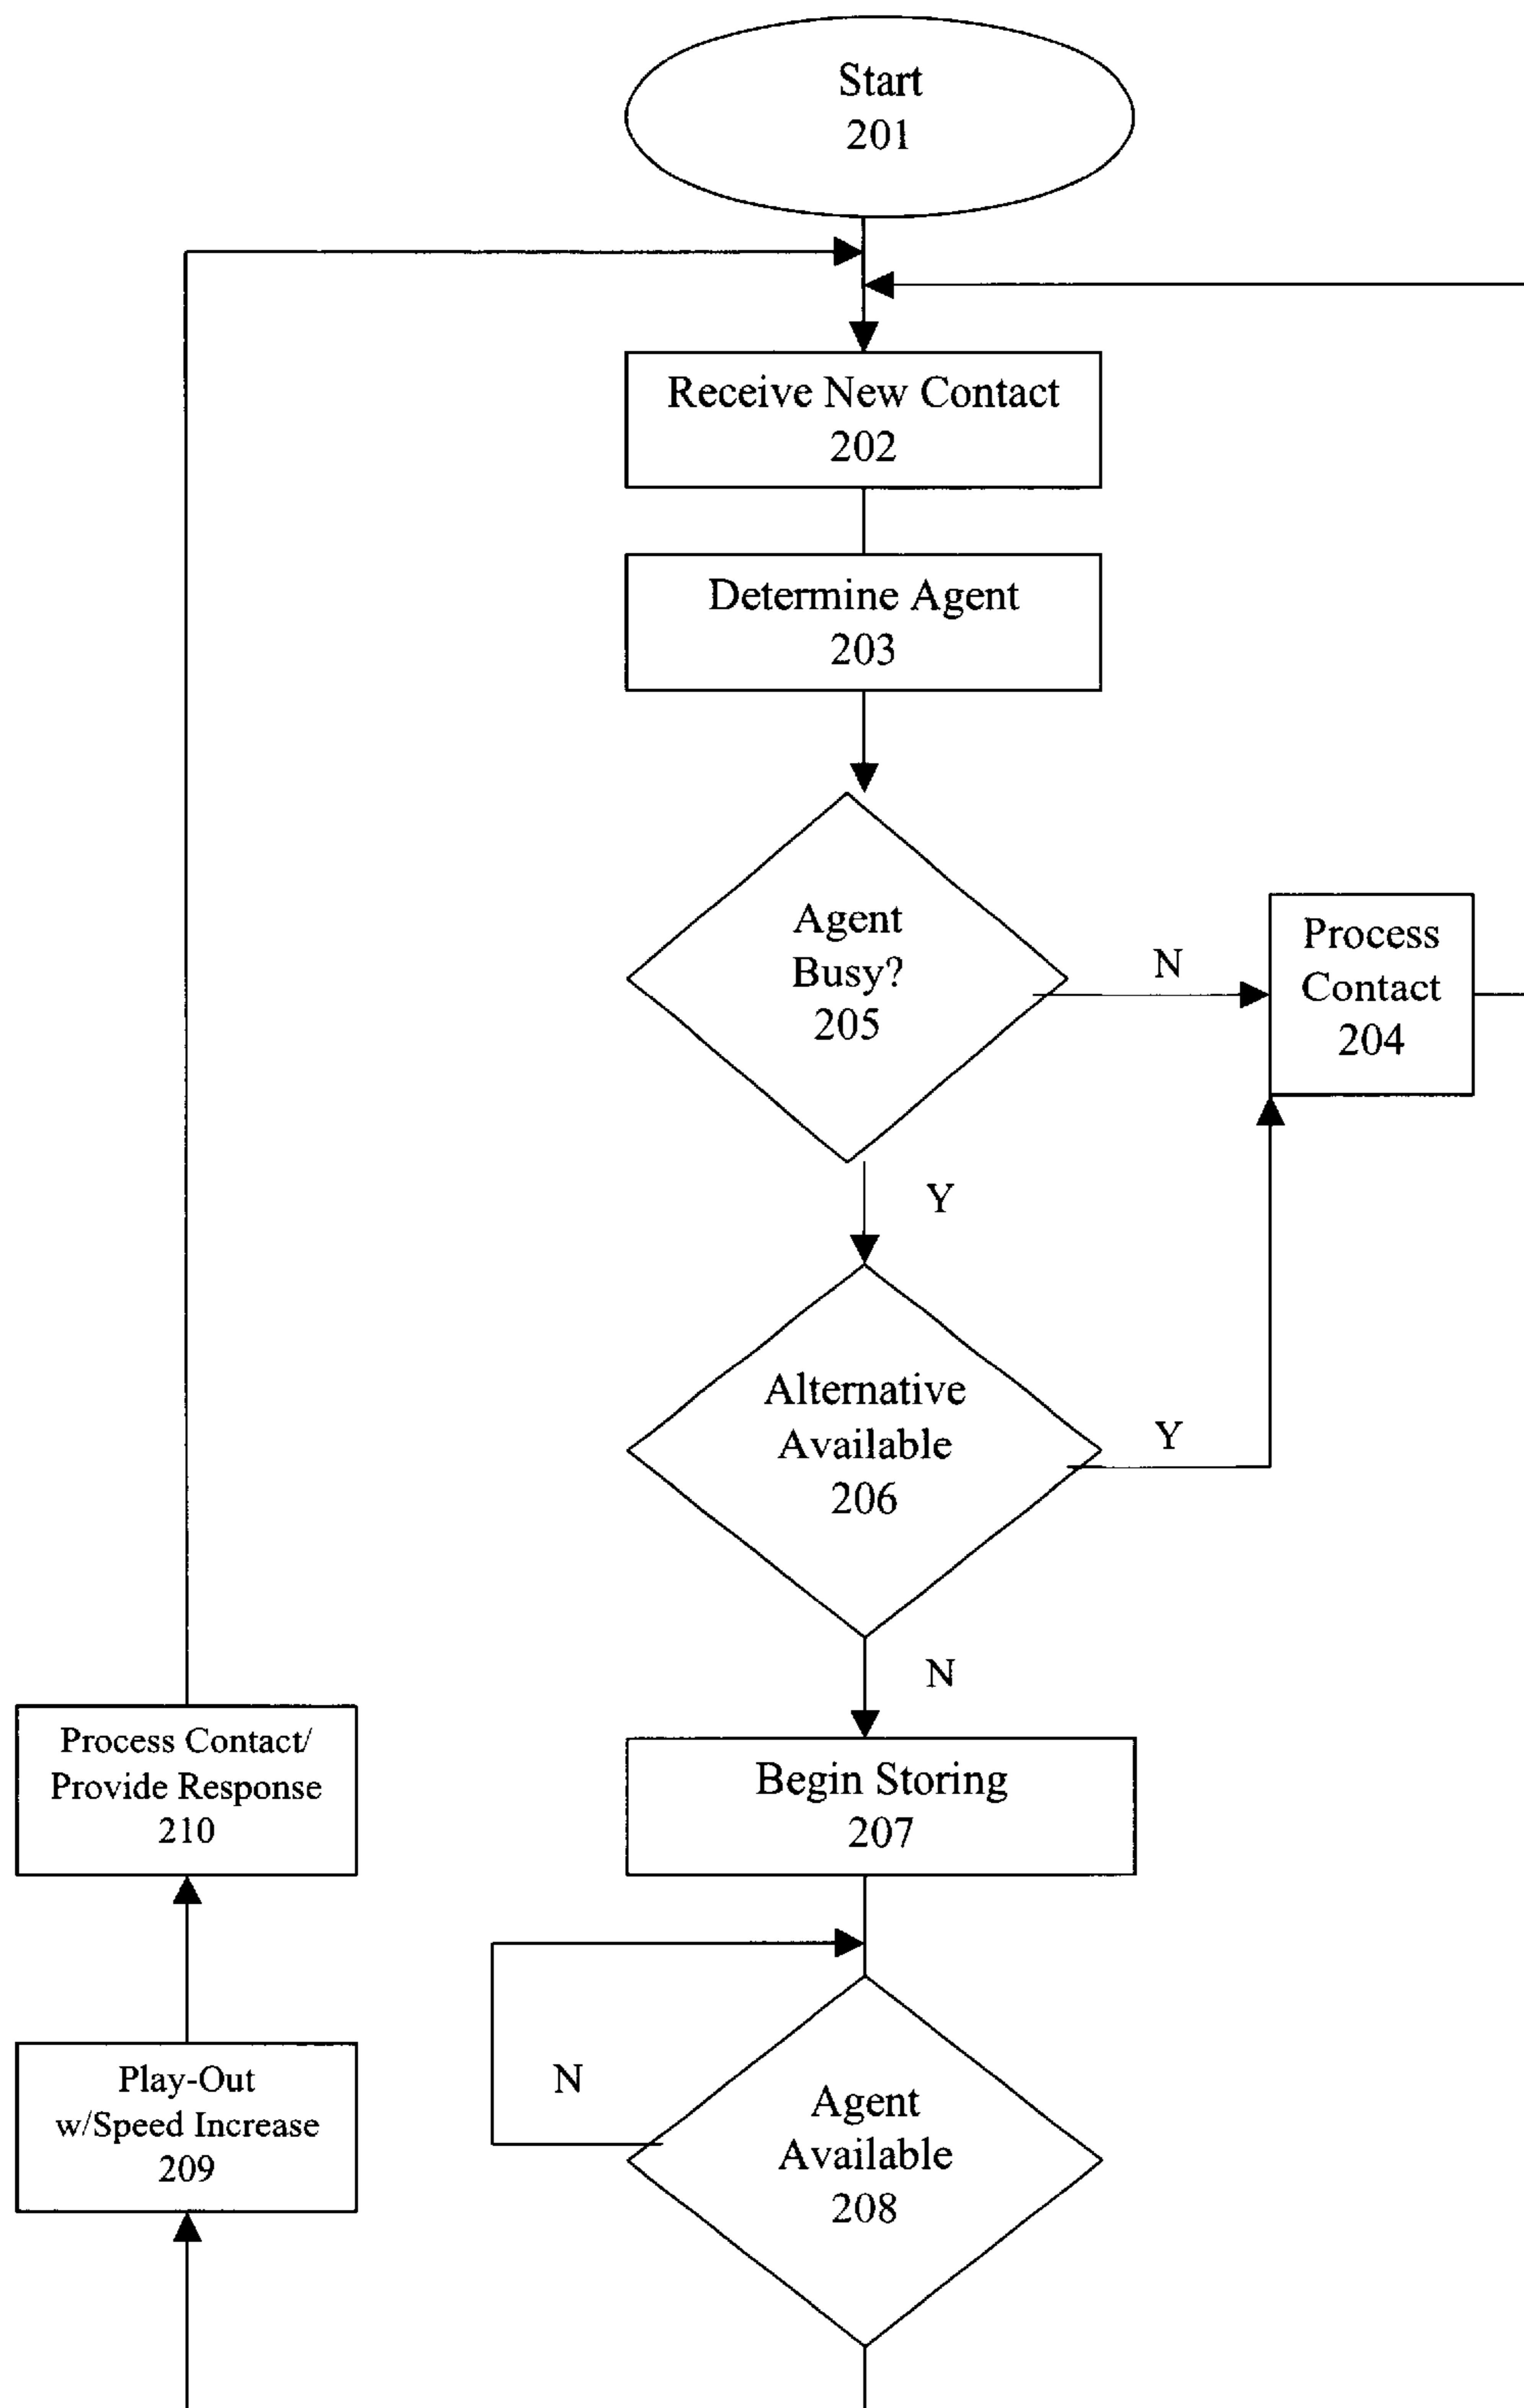 Start
201
Receive New Contact
202
Determine Agent
203
Agent
Busy?
205
N
Process
Contact
204
Y
Alternative
Available
206
Y
N
Begin Storing
207
Process Contact/
Provide Response
210
Play-Out
w/Speed Increase
209
N
Agent
Available
208